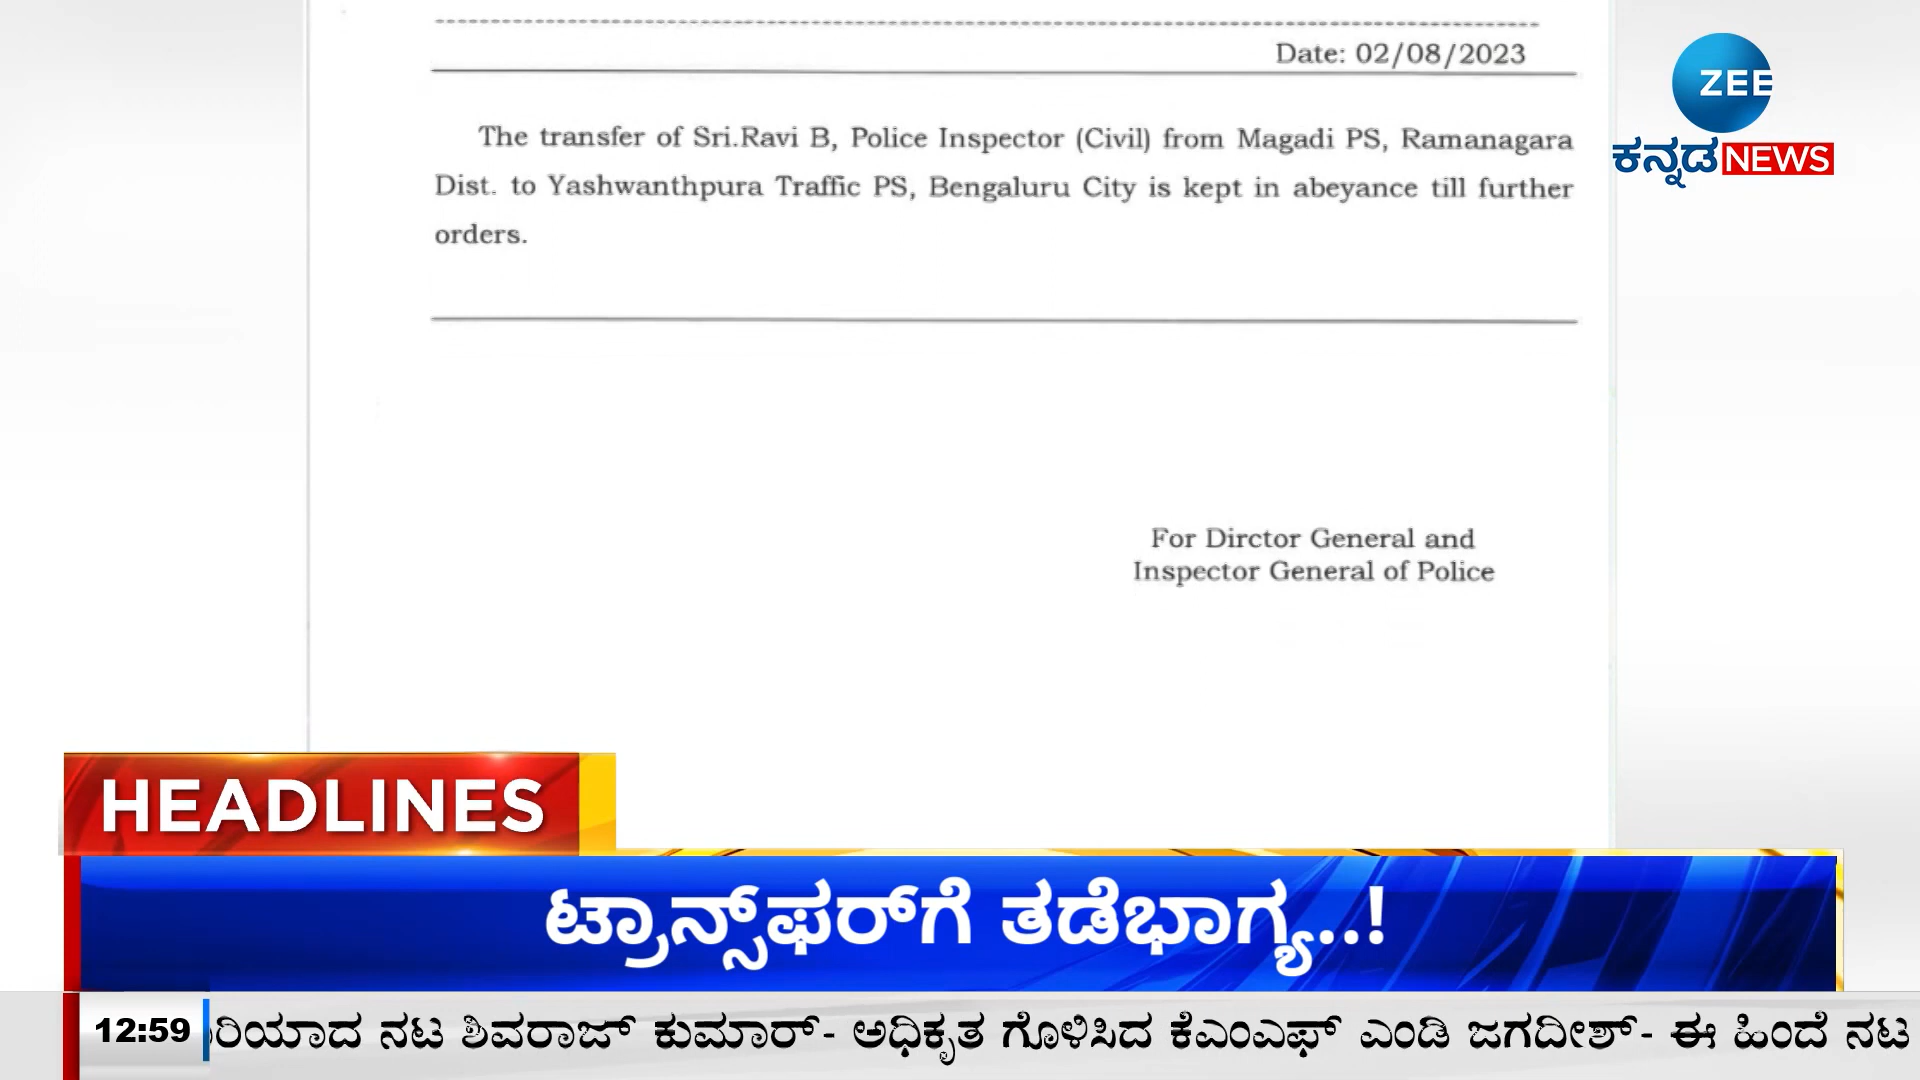 Date: 02/08/2023
The transfer of Sri.Ravi B, Police Inspector (Civil) from Magadi PS, Ramanagara
Dist. to Yashwanthpura Traffic PS, Bengaluru City is kept in abeyance till further
orders.
For Dirctor General and
Inspector General of Police
ZEE
ಕನ್ನಡ NEWS
HEADLINES
ಟ್ರಾನ್ಸ್‌ಫರ್‌ಗೆ ತಡೆಭಾಗ್ಯ..!
12:59 ನಟ ಶಿವರಾಜ್ ಕುಮಾರ್- ಅಧಿಕೃತ ಗೊಳಿಸಿದ ಕೆಎಂಎಫ್ ಎಂಡಿ ಜಗದೀಶ್- ಈ ಹಿಂದೆ ನಟ